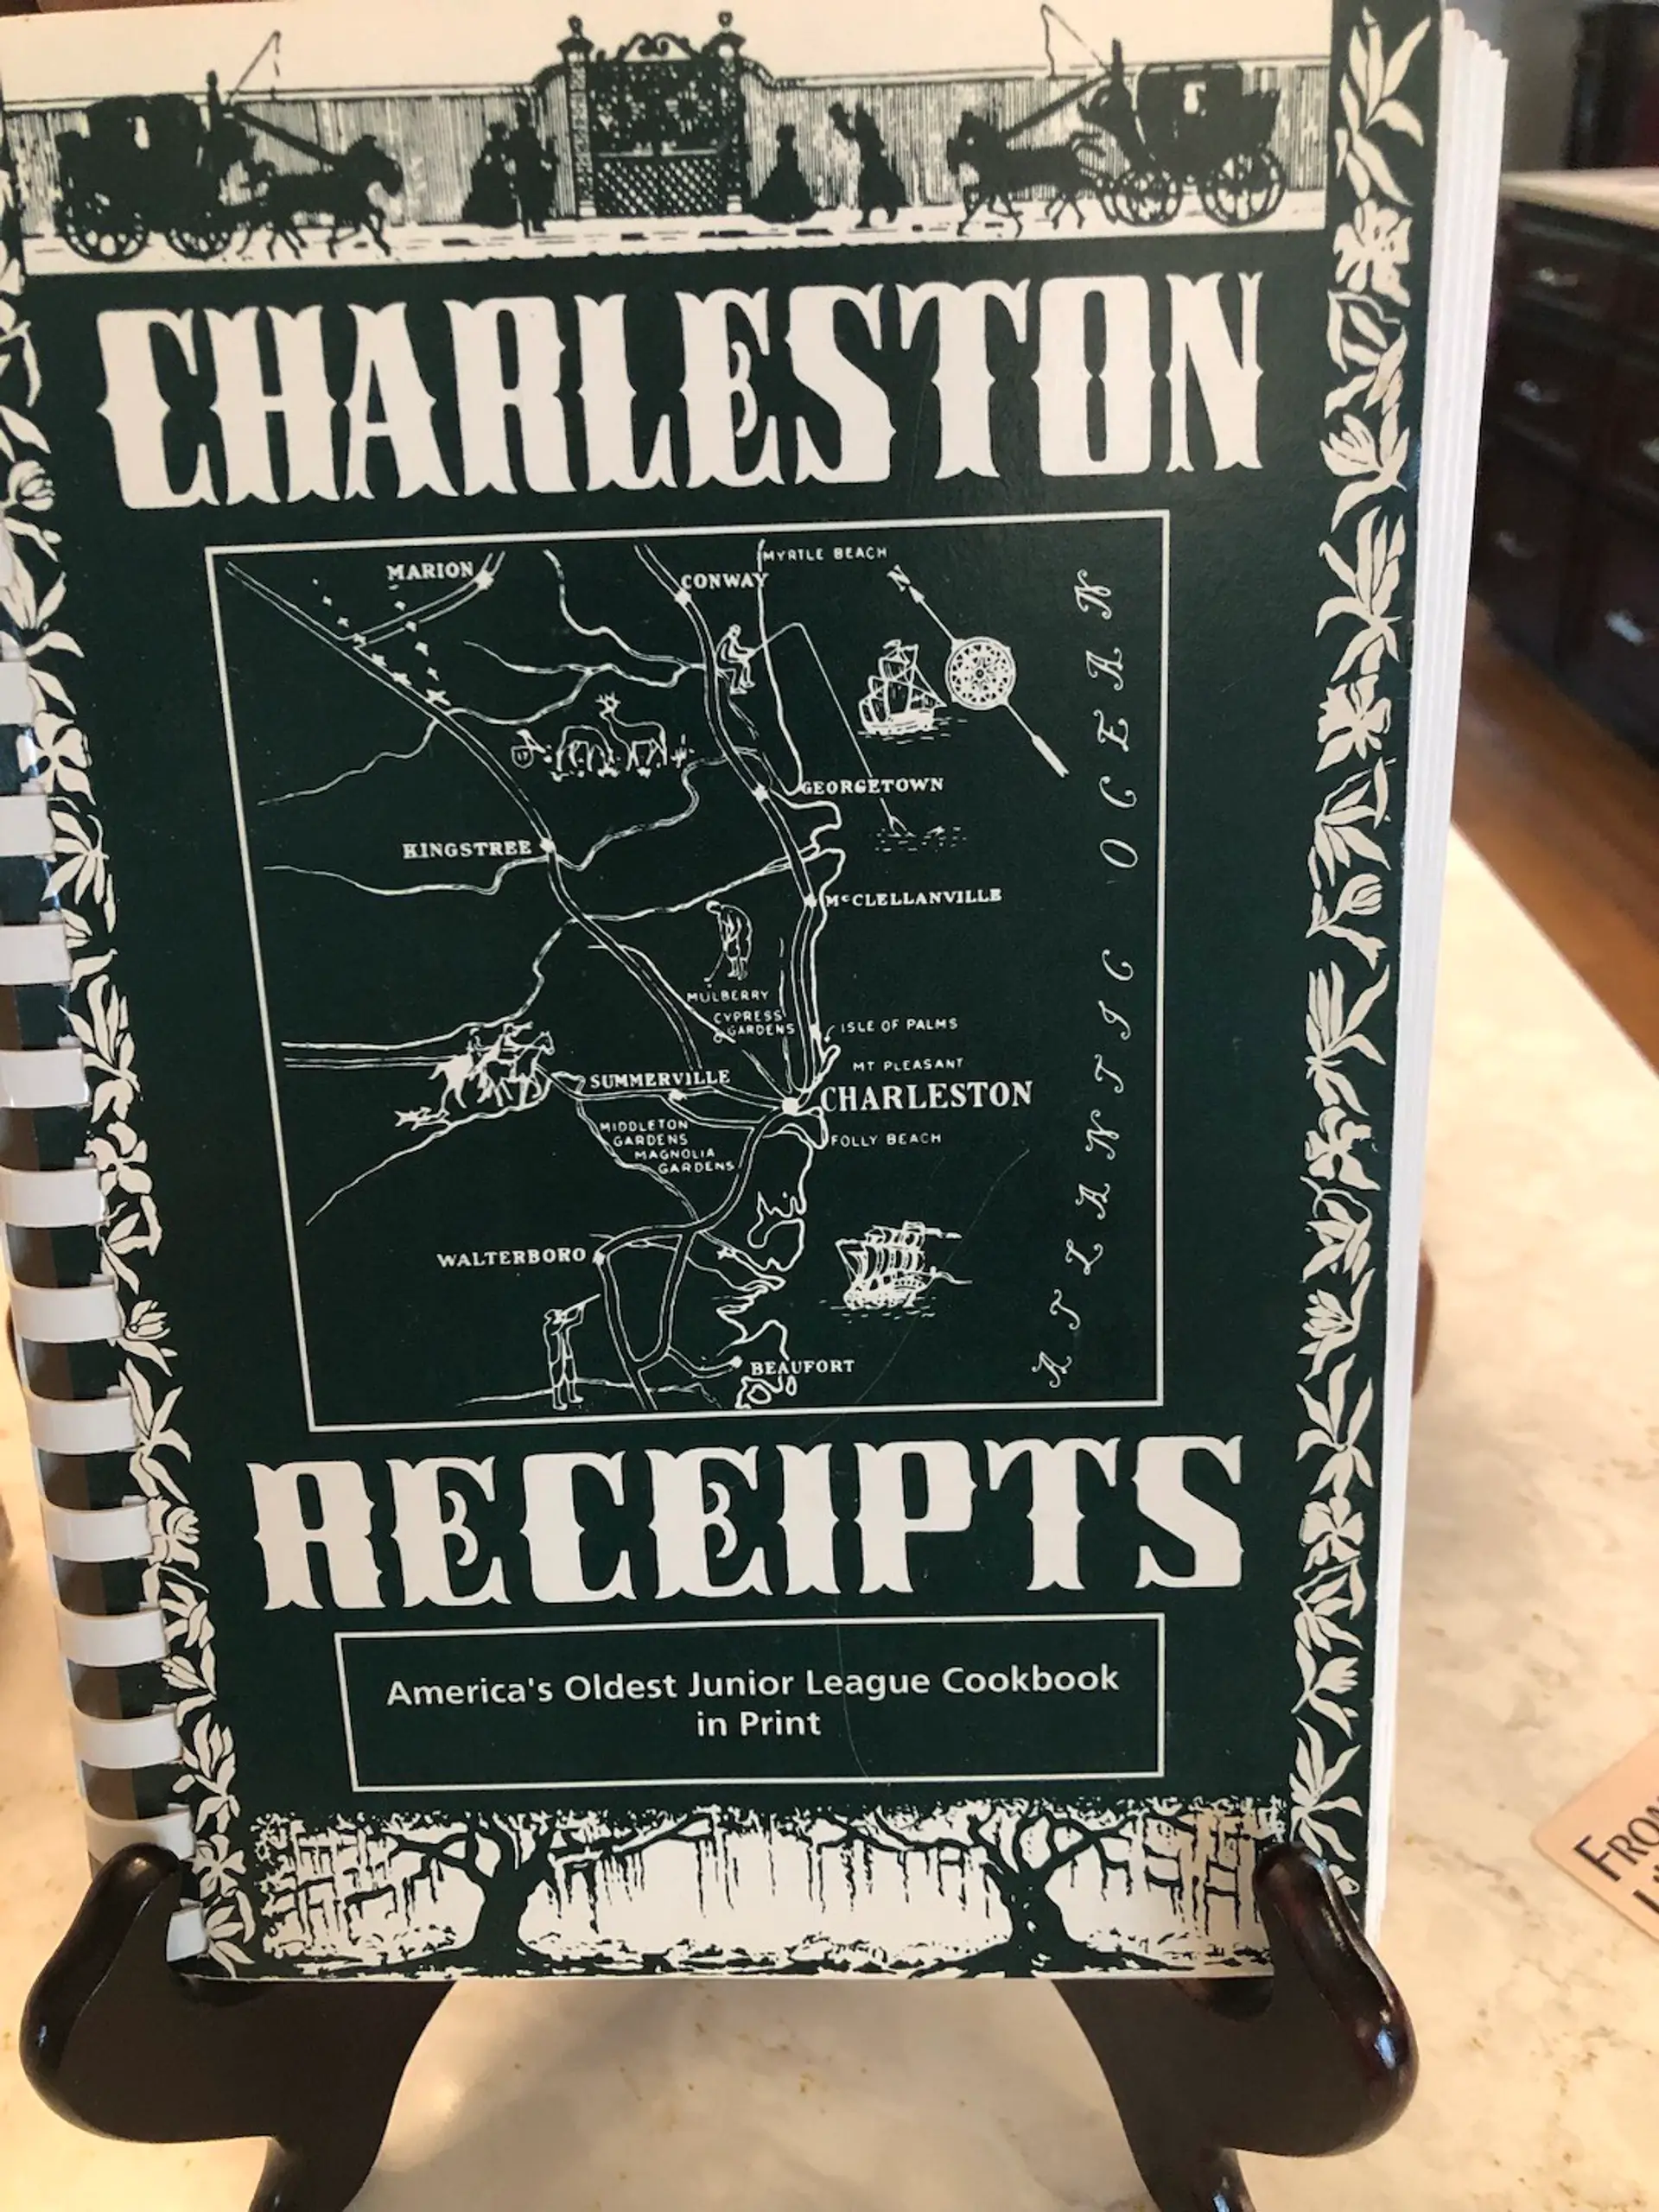 CHARLESTON
MYRTLE BEACH
MARION
CONWAY
N
ATLANTIC OCEAN
GEORGETOWN
KINGSTREE
McCLELLANVILLE
MULBERRY
CYPRESS
GARDENS
ISLE OF PALMS
MT PLEASANT
SUMMERVILLE
CHARLESTON
MIDDLETON
GARDENS
MAGNOLIA
GARDENS
FOLLY BEACH
WALTERBORO
BEAUFORT
RECEIPTS
America's Oldest Junior League Cookbook
in Print